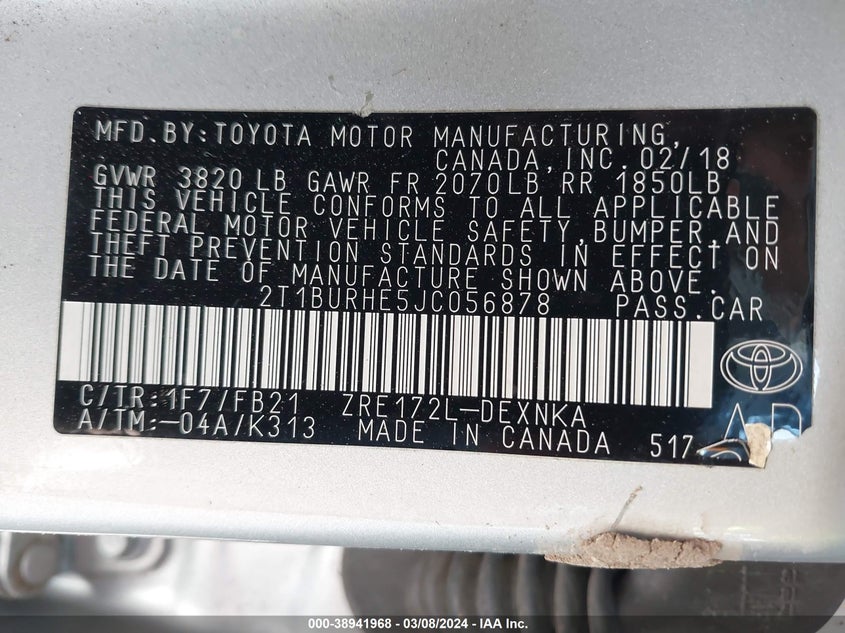 MFD.BY:TOYOTA MOTOR MANUFACTURING,
CANADA,INC.02/18
GVWR 3820 LB GAWR FR 2070LB RR 1850LB
THIS VEHICLE CONFORMS TO ALL APPLICABLE
FEDERAL MOTOR VEHICLE SAFETY,BUMPER,AND
THEFT PREVENTION STANDARDS IN EFFECT ON
THE DATE OF MANUFACTURE SHOWN ABOVE.
2T1BURHE5JC056878 PASS.CAR
C/TR:1F7/FB21 ZRE172L-DEXNKA
A/TM:-04A/K313 MADE IN CANADA 517
000-38941968 - 03/08/2024 - IAA Inc.